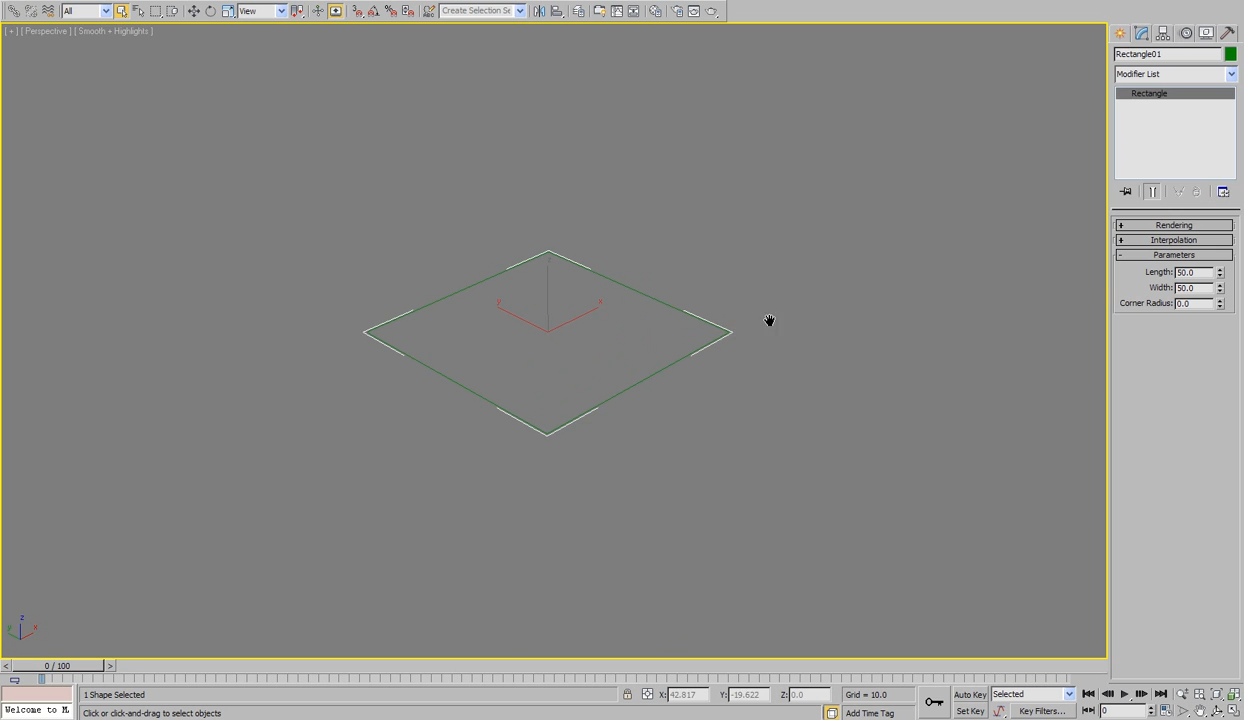 All
View
Create Selection Se
[ + ] [ Perspective ] [ Smooth + Highlights ]
Rectangle01
Modifier List
Rectangle
+ Rendering
+ Interpolation
- Parameters
Length: 50.0
Width: 50.0
Corner Radius: 0.0
z
y x
z
y x
< 0 / 100 >
1 Shape Selected
X: 42.817 Y: -19.622 Z: 0.0
Grid = 10.0
Auto Key
Selected
Welcome to M
Click or click-and-drag to select objects
Add Time Tag
Set Key
Key Filters...
0